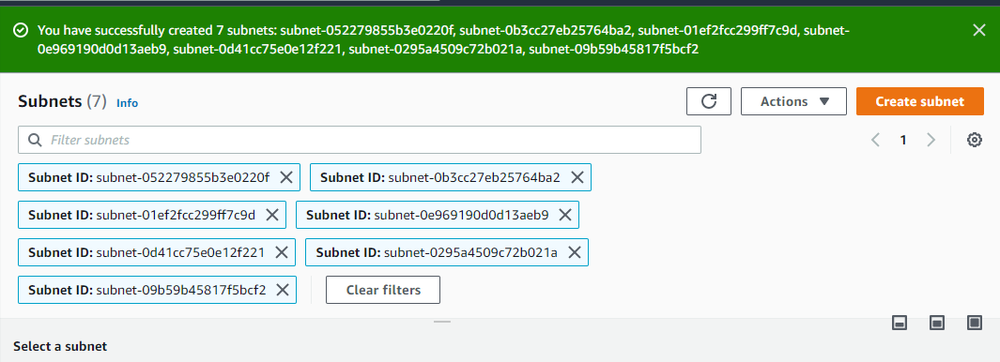 You have successfully created 7 subnets: subnet-052279855b3e0220f, subnet-0b3cc27eb25764ba2, subnet-01ef2fcc299ff7c9d, subnet-
0e969190d0d13aeb9, subnet-0d41cc75e0e12f221, subnet-0295a4509c72b021a, subnet-09b59b45817f5bcf2
Subnets (7) Info
Actions
Create subnet
Filter subnets
1
Subnet ID: subnet-052279855b3e0220f
Subnet ID: subnet-0b3cc27eb25764ba2
Subnet ID: subnet-01ef2fcc299ff7c9d
Subnet ID: subnet-0e969190d0d13aeb9
Subnet ID: subnet-0d41cc75e0e12f221
Subnet ID: subnet-0295a4509c72b021a
Subnet ID: subnet-09b59b45817f5bcf2
Clear filters
Select a subnet